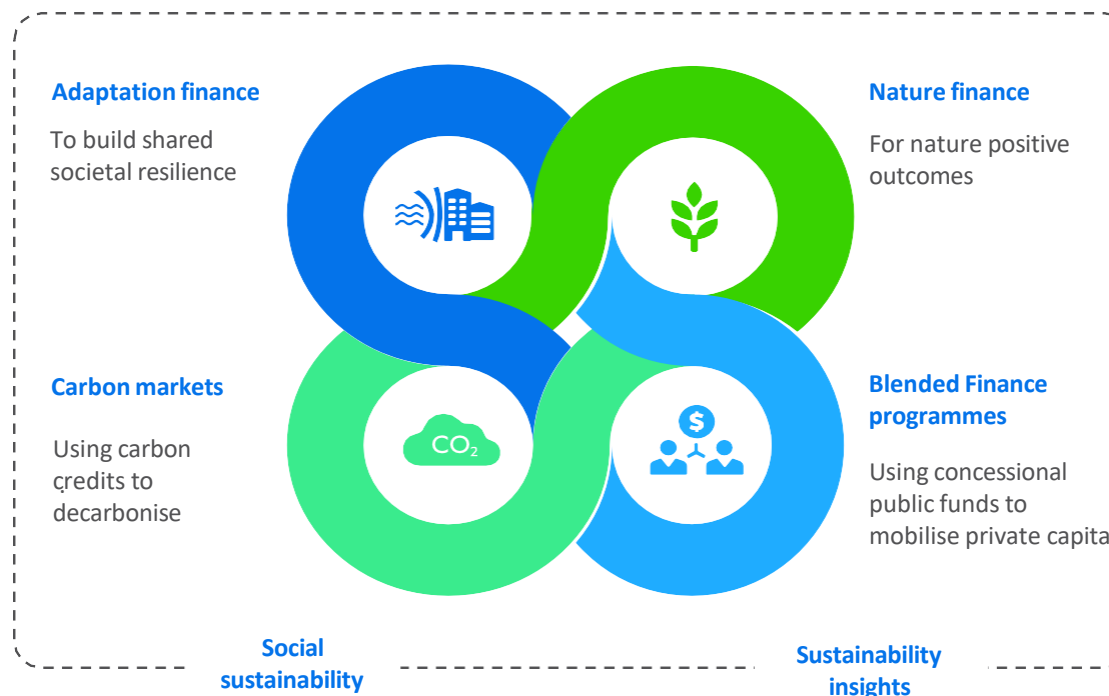 Adaptation finance
To build shared
societal resilience
Nature finance
For nature positive
outcomes
Carbon markets
Using carbon
credits to
decarbonise
CO₂
$
Blended Finance
programmes
Using concessional
public funds to
mobilise private capita
Social
sustainability
Sustainability
insights